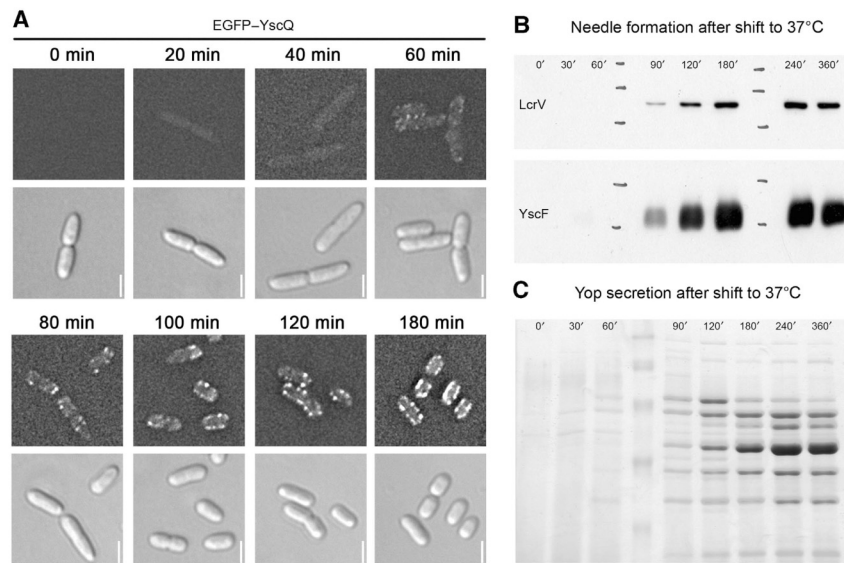 A
EGFP–YscQ
0 min 20 min 40 min 60 min
80 min 100 min 120 min 180 min
B Needle formation after shift to 37°C
0′ 30′ 60′ 90′ 120′ 180′ 240′ 360′
LcrV
YscF
C Yop secretion after shift to 37°C
0′ 30′ 60′ 90′ 120′ 180′ 240′ 360′